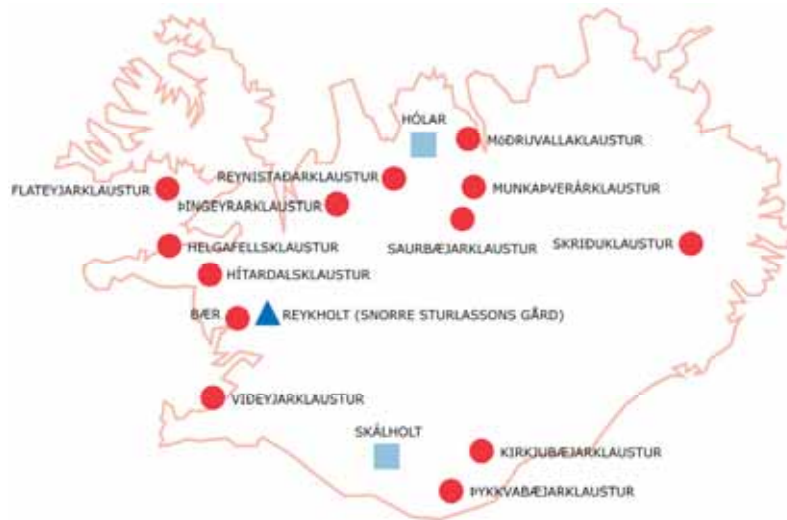 HÓLAR
MöÐRUVALLAKLAUSTUR
REYNISTAÐARKLAUSTUR
FLATEYJARKLAUSTUR
MUNKAÞVERÁRKLAUSTUR
ÞINGEYRARKLAUSTUR
HELGAFELLSKLAUSTUR
SAURBÆJARKLAUSTUR
SKRIÐUKLAUSTUR
HÍTARDALSKLAUSTUR
BÆR
REYKHOLT (SNORRE STURLASSONS GÅRD)
VIÐEYJARKLAUSTUR
SKÁLHOLT
KIRKJUBÆJARKLAUSTUR
ÞYKKVABÆJARKLAUSTUR